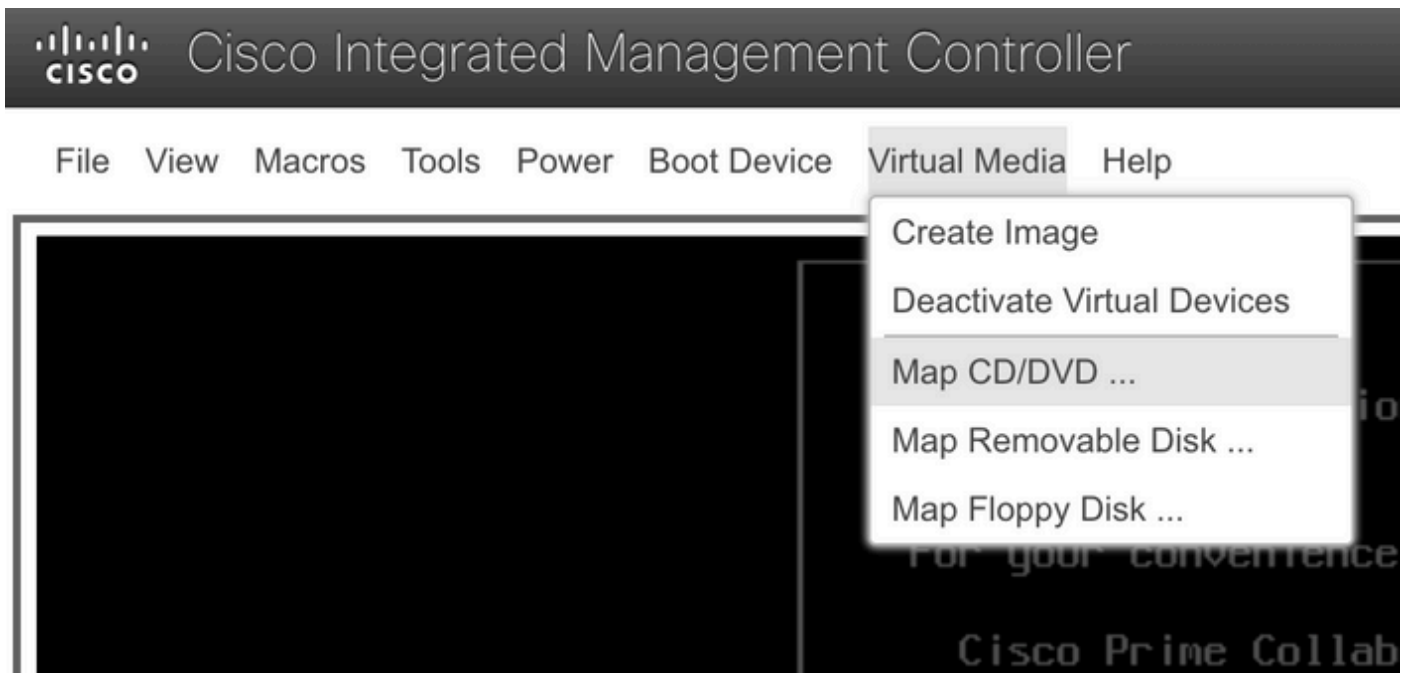 CISCO Cisco Integrated Management Controller
File View Macros Tools Power Boot Device Virtual Media Help
Create Image
Deactivate Virtual Devices
Map CD/DVD ...
Map Removable Disk ...
Map Floppy Disk ...
For your convenience
Cisco Prime Collab